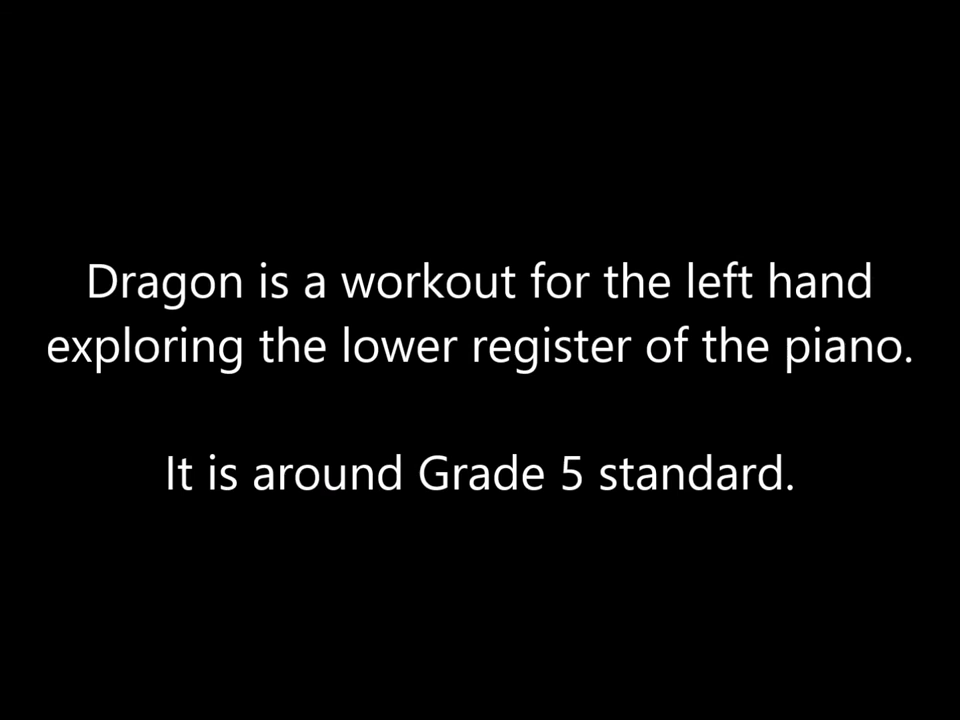 Dragon is a workout for the left hand
exploring the lower register of the piano.
It is around Grade 5 standard.